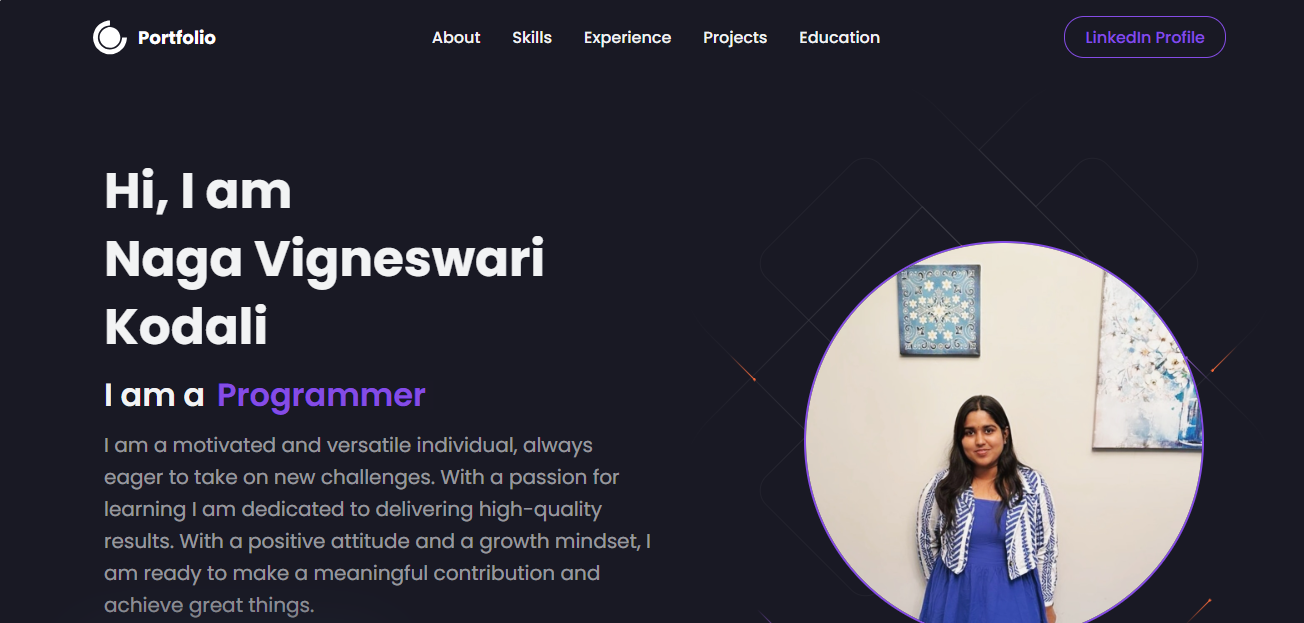 Portfolio
About
Skills
Experience
Projects
Education
LinkedIn Profile
Hi, I am
Naga Vigneswari
Kodali
I am a Programmer
I am a motivated and versatile individual, always
eager to take on new challenges. With a passion for
learning I am dedicated to delivering high-quality
results. With a positive attitude and a growth mindset, I
am ready to make a meaningful contribution and
achieve great things.